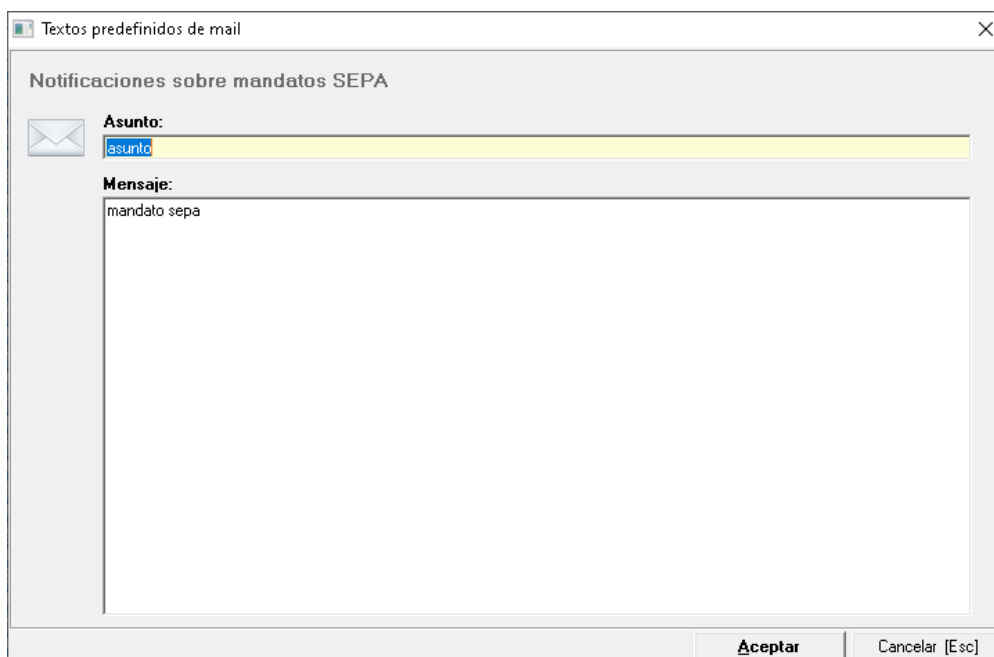 Textos predefinidos de mail
Notificaciones sobre mandatos SEPA
Asunto:
asunto
Mensaje:
mandato sepa
Aceptar
Cancelar [Esc]